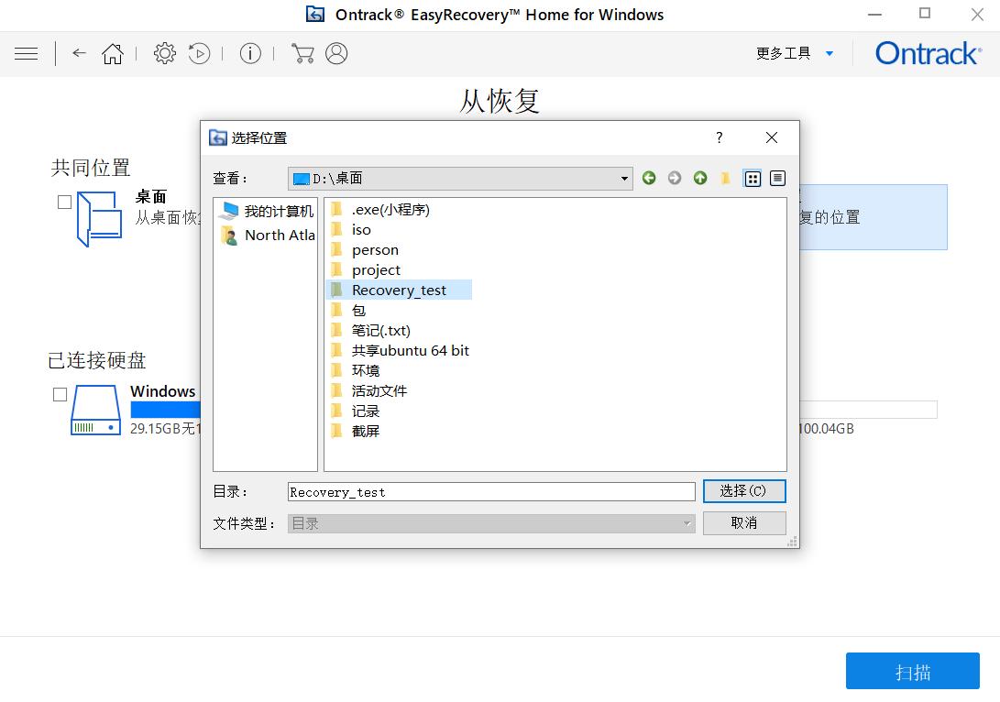 Ontrack® EasyRecovery™ Home for Windows
更多工具
Ontrack®
从恢复
选择位置
查看：
D:\桌面
我的计算机
North Atla
.exe(小程序)
iso
person
project
Recovery_test
包
笔记(.txt)
共享ubuntu 64 bit
环境
活动文件
记录
截屏
目录：
Recovery_test
选择(C)
文件类型：
目录
取消
共同位置
桌面
从桌面恢
复的位置
已连接硬盘
Windows
29.15GB无1
100.04GB
扫描